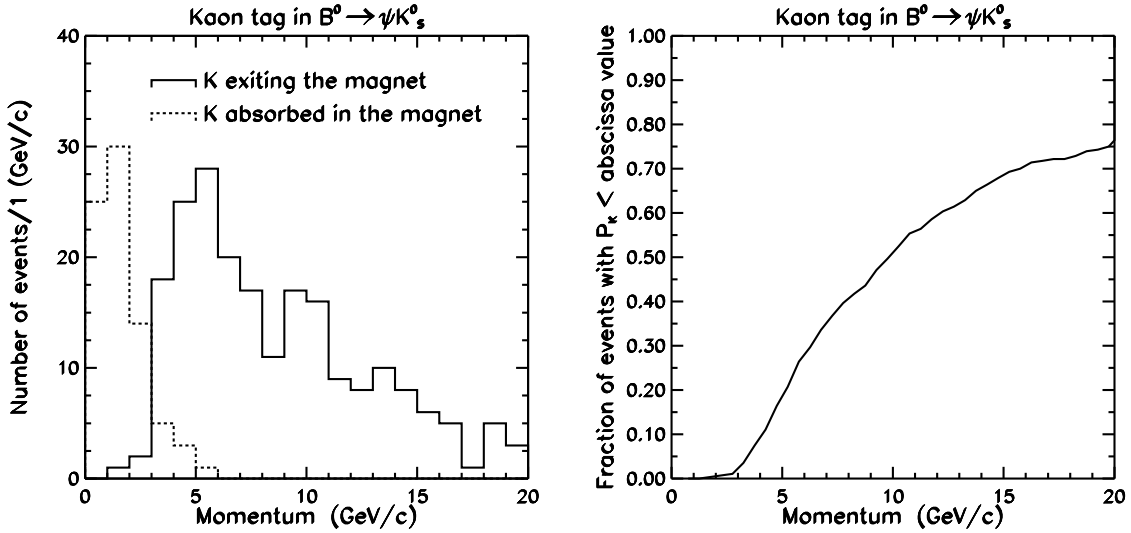 Kaon tag in B⁰→ψK⁰ₛ
40
30
20
10
0
Number of events/1 (GeV/c)
K exiting the magnet
K absorbed in the magnet
0 5 10 15 20
Momentum (GeV/c)
Kaon tag in B⁰→ψK⁰ₛ
1.00
0.90
0.80
0.70
0.60
0.50
0.40
0.30
0.20
0.10
0.00
Fraction of events with P_K < abscissa value
0 5 10 15 20
Momentum (GeV/c)